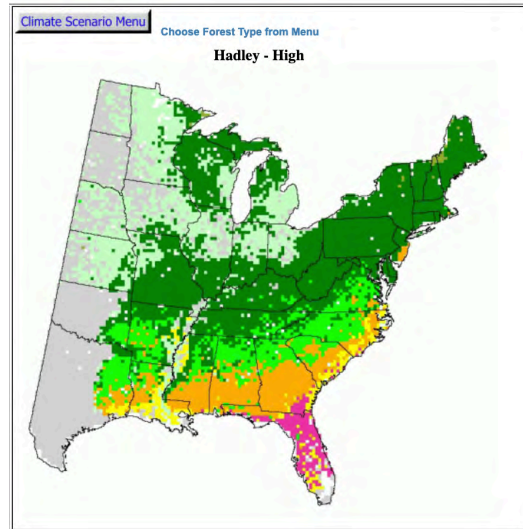 Climate Scenario Menu
Choose Forest Type from Menu
Hadley - High